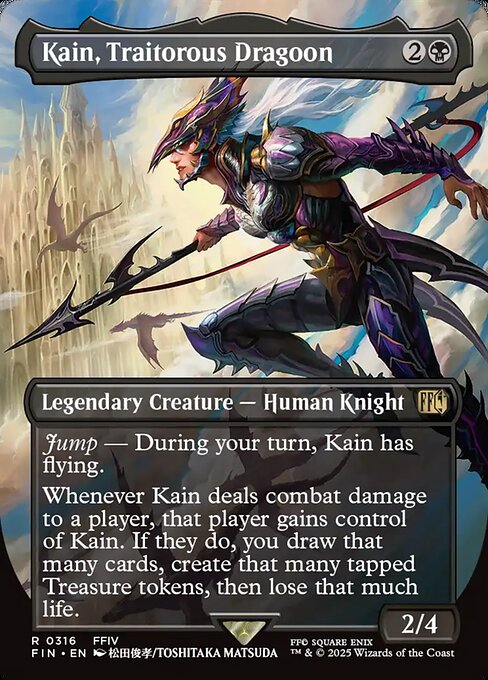 Kain, Traitorous Dragoon 2
Legendary Creature — Human Knight FFIV
Jump — During your turn, Kain has
flying.
Whenever Kain deals combat damage
to a player, that player gains control
of Kain. If they do, you draw that
many cards, create that many tapped
Treasure tokens, then lose that much
life.
2/4
R 0316 FFIV
FIN • EN 松田俊孝/TOSHITAKA MATSUDA
FF© SQUARE ENIX
™ & © 2025 Wizards of the Coast